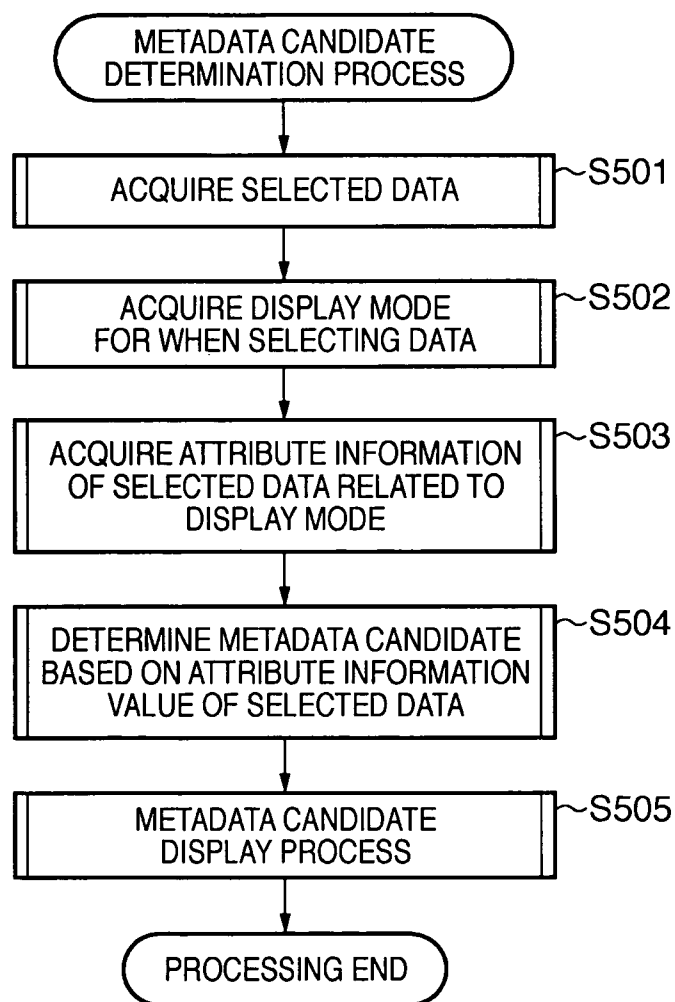 METADATA CANDIDATE
DETERMINATION PROCESS
ACQUIRE SELECTED DATA
S501
ACQUIRE DISPLAY MODE
FOR WHEN SELECTING DATA
S502
ACQUIRE ATTRIBUTE INFORMATION
OF SELECTED DATA RELATED TO
DISPLAY MODE
S503
DETERMINE METADATA CANDIDATE
BASED ON ATTRIBUTE INFORMATION
VALUE OF SELECTED DATA
S504
METADATA CANDIDATE
DISPLAY PROCESS
S505
PROCESSING END